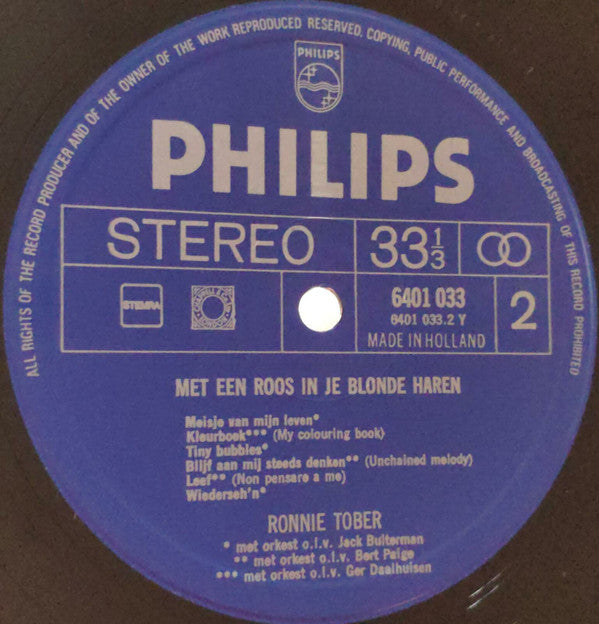 ALL RIGHTS OF THE RECORD PRODUCER AND OF THE OWNER OF THE WORK REPRODUCED RESERVED. COPYING, PUBLIC PERFORMANCE AND BROADCASTING OF THIS RECORD PROHIBITED
PHILIPS
PHILIPS
STEREO
33 1/3
STEMRA
6401 033
6401 033.2 Y
MADE IN HOLLAND
2
MET EEN ROOS IN JE BLONDE HAREN
Meisje van mijn leven*
Kleurboek*** (My colouring book)
Tiny bubbles*
Blijf aan mij steeds denken** (Unchained melody)
Leef** (Non pensare a me)
Wiederseh'n*
RONNIE TOBER
* met orkest o.l.v. Jack Bulterman
** met orkest o.l.v. Bert Paige
*** met orkest o.l.v. Ger Daalhuisen